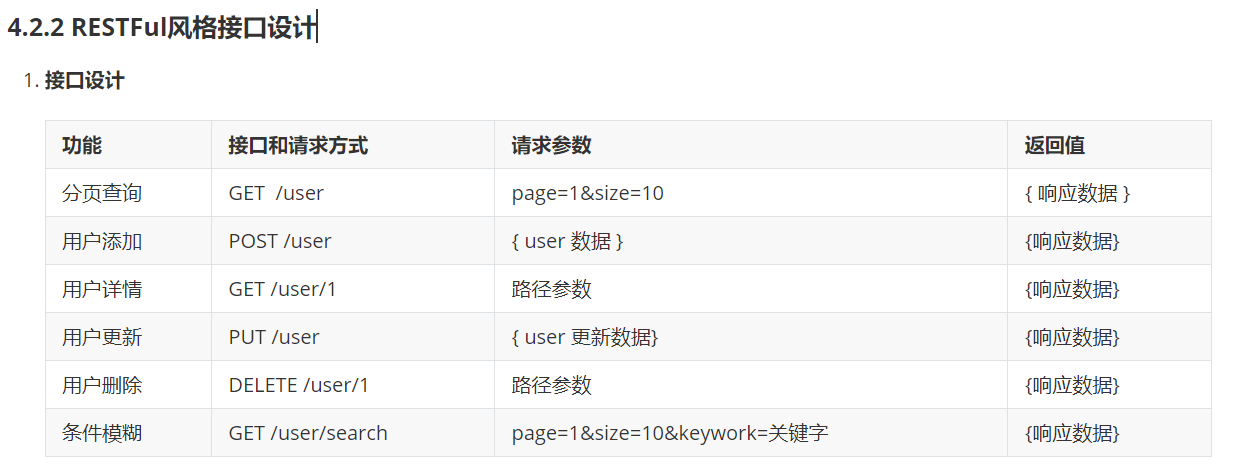 4.2.2 RESTFul风格接口设计
1. 接口设计
功能 接口和请求方式 请求参数 返回值
分页查询 GET  /user page=1&size=10 { 响应数据 }
用户添加 POST /user { user 数据 } {响应数据}
用户详情 GET /user/1 路径参数 {响应数据}
用户更新 PUT /user { user 更新数据} {响应数据}
用户删除 DELETE /user/1 路径参数 {响应数据}
条件模糊 GET /user/search page=1&size=10&keywork=关键字 {响应数据}